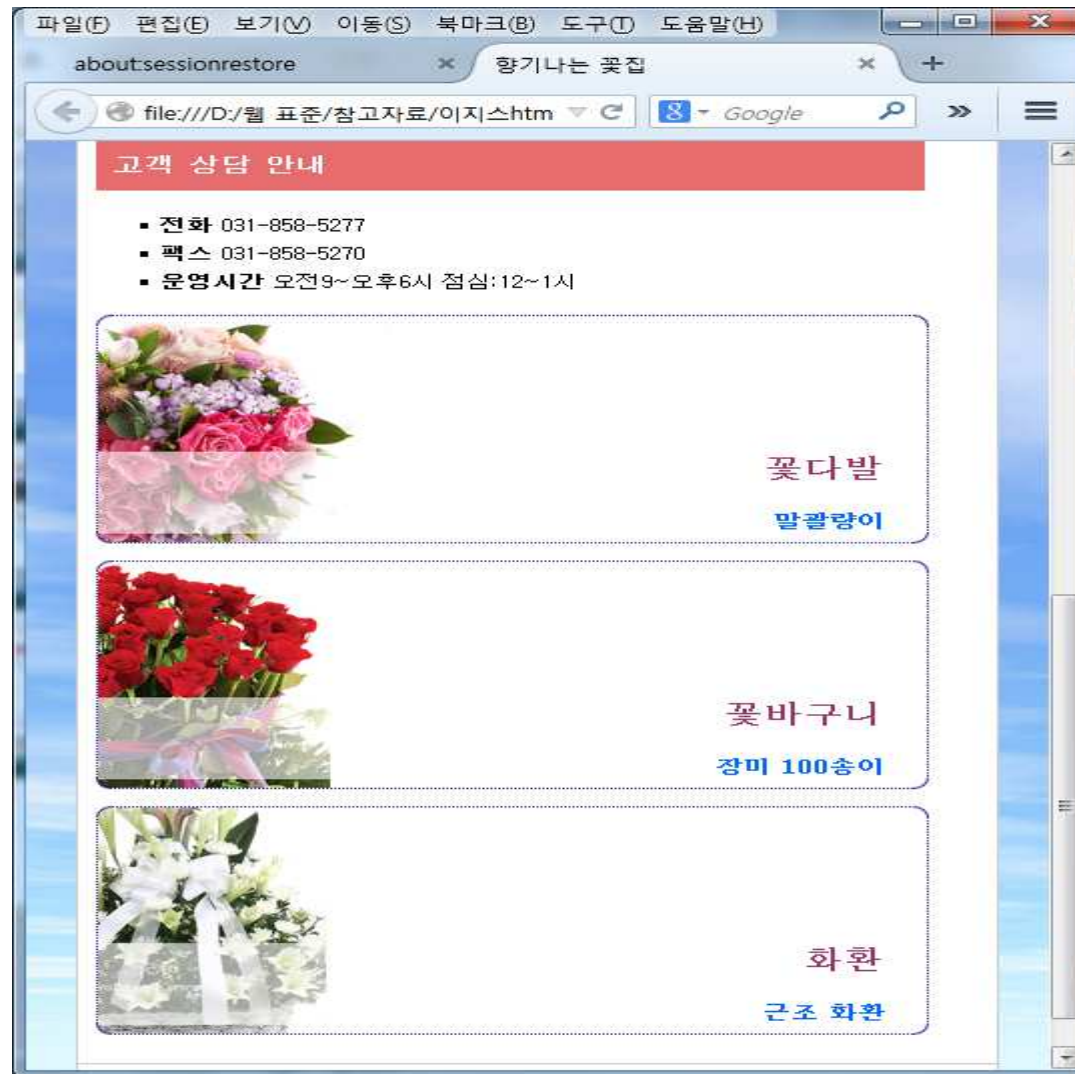 파일(F) 편집(E) 보기(V) 이동(S) 북마크(B) 도구(T) 도움말(H)
about:sessionrestore × 향기나는 꽃집 × +
file:///D:/웹 표준/참고자료/이지스htm 8 Google »
고객 상담 안내
▪ 전화 031-858-5277
▪ 팩스 031-858-5270
▪ 운영시간 오전9~오후6시 점심:12~1시
꽃다발
말괄량이
꽃바구니
장미 100송이
화환
근조 화환